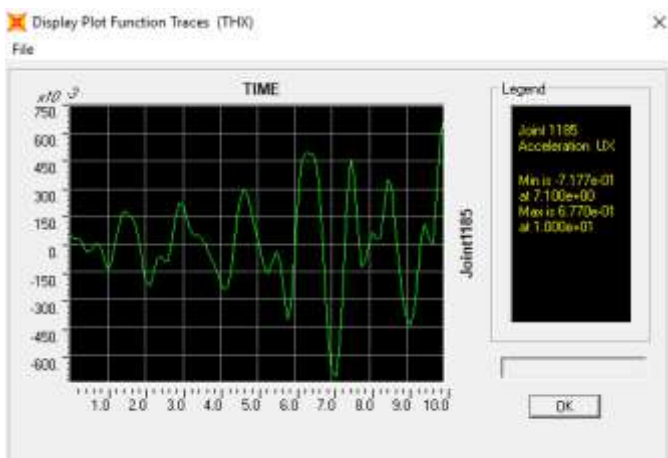 Display Plot Function Traces (THX)
File
TIME
x10 -3
750.
600.
450.
300.
150.
0.
-150.
-300.
-450.
-600.
1.0 2.0 3.0 4.0 5.0 6.0 7.0 8.0 9.0 10.0
Joint1185
Legend
Joint 1185
Acceleration UX
Min is -7.177e-01
at 7.100e+00
Max is 6.770e-01
at 1.000e+01
OK